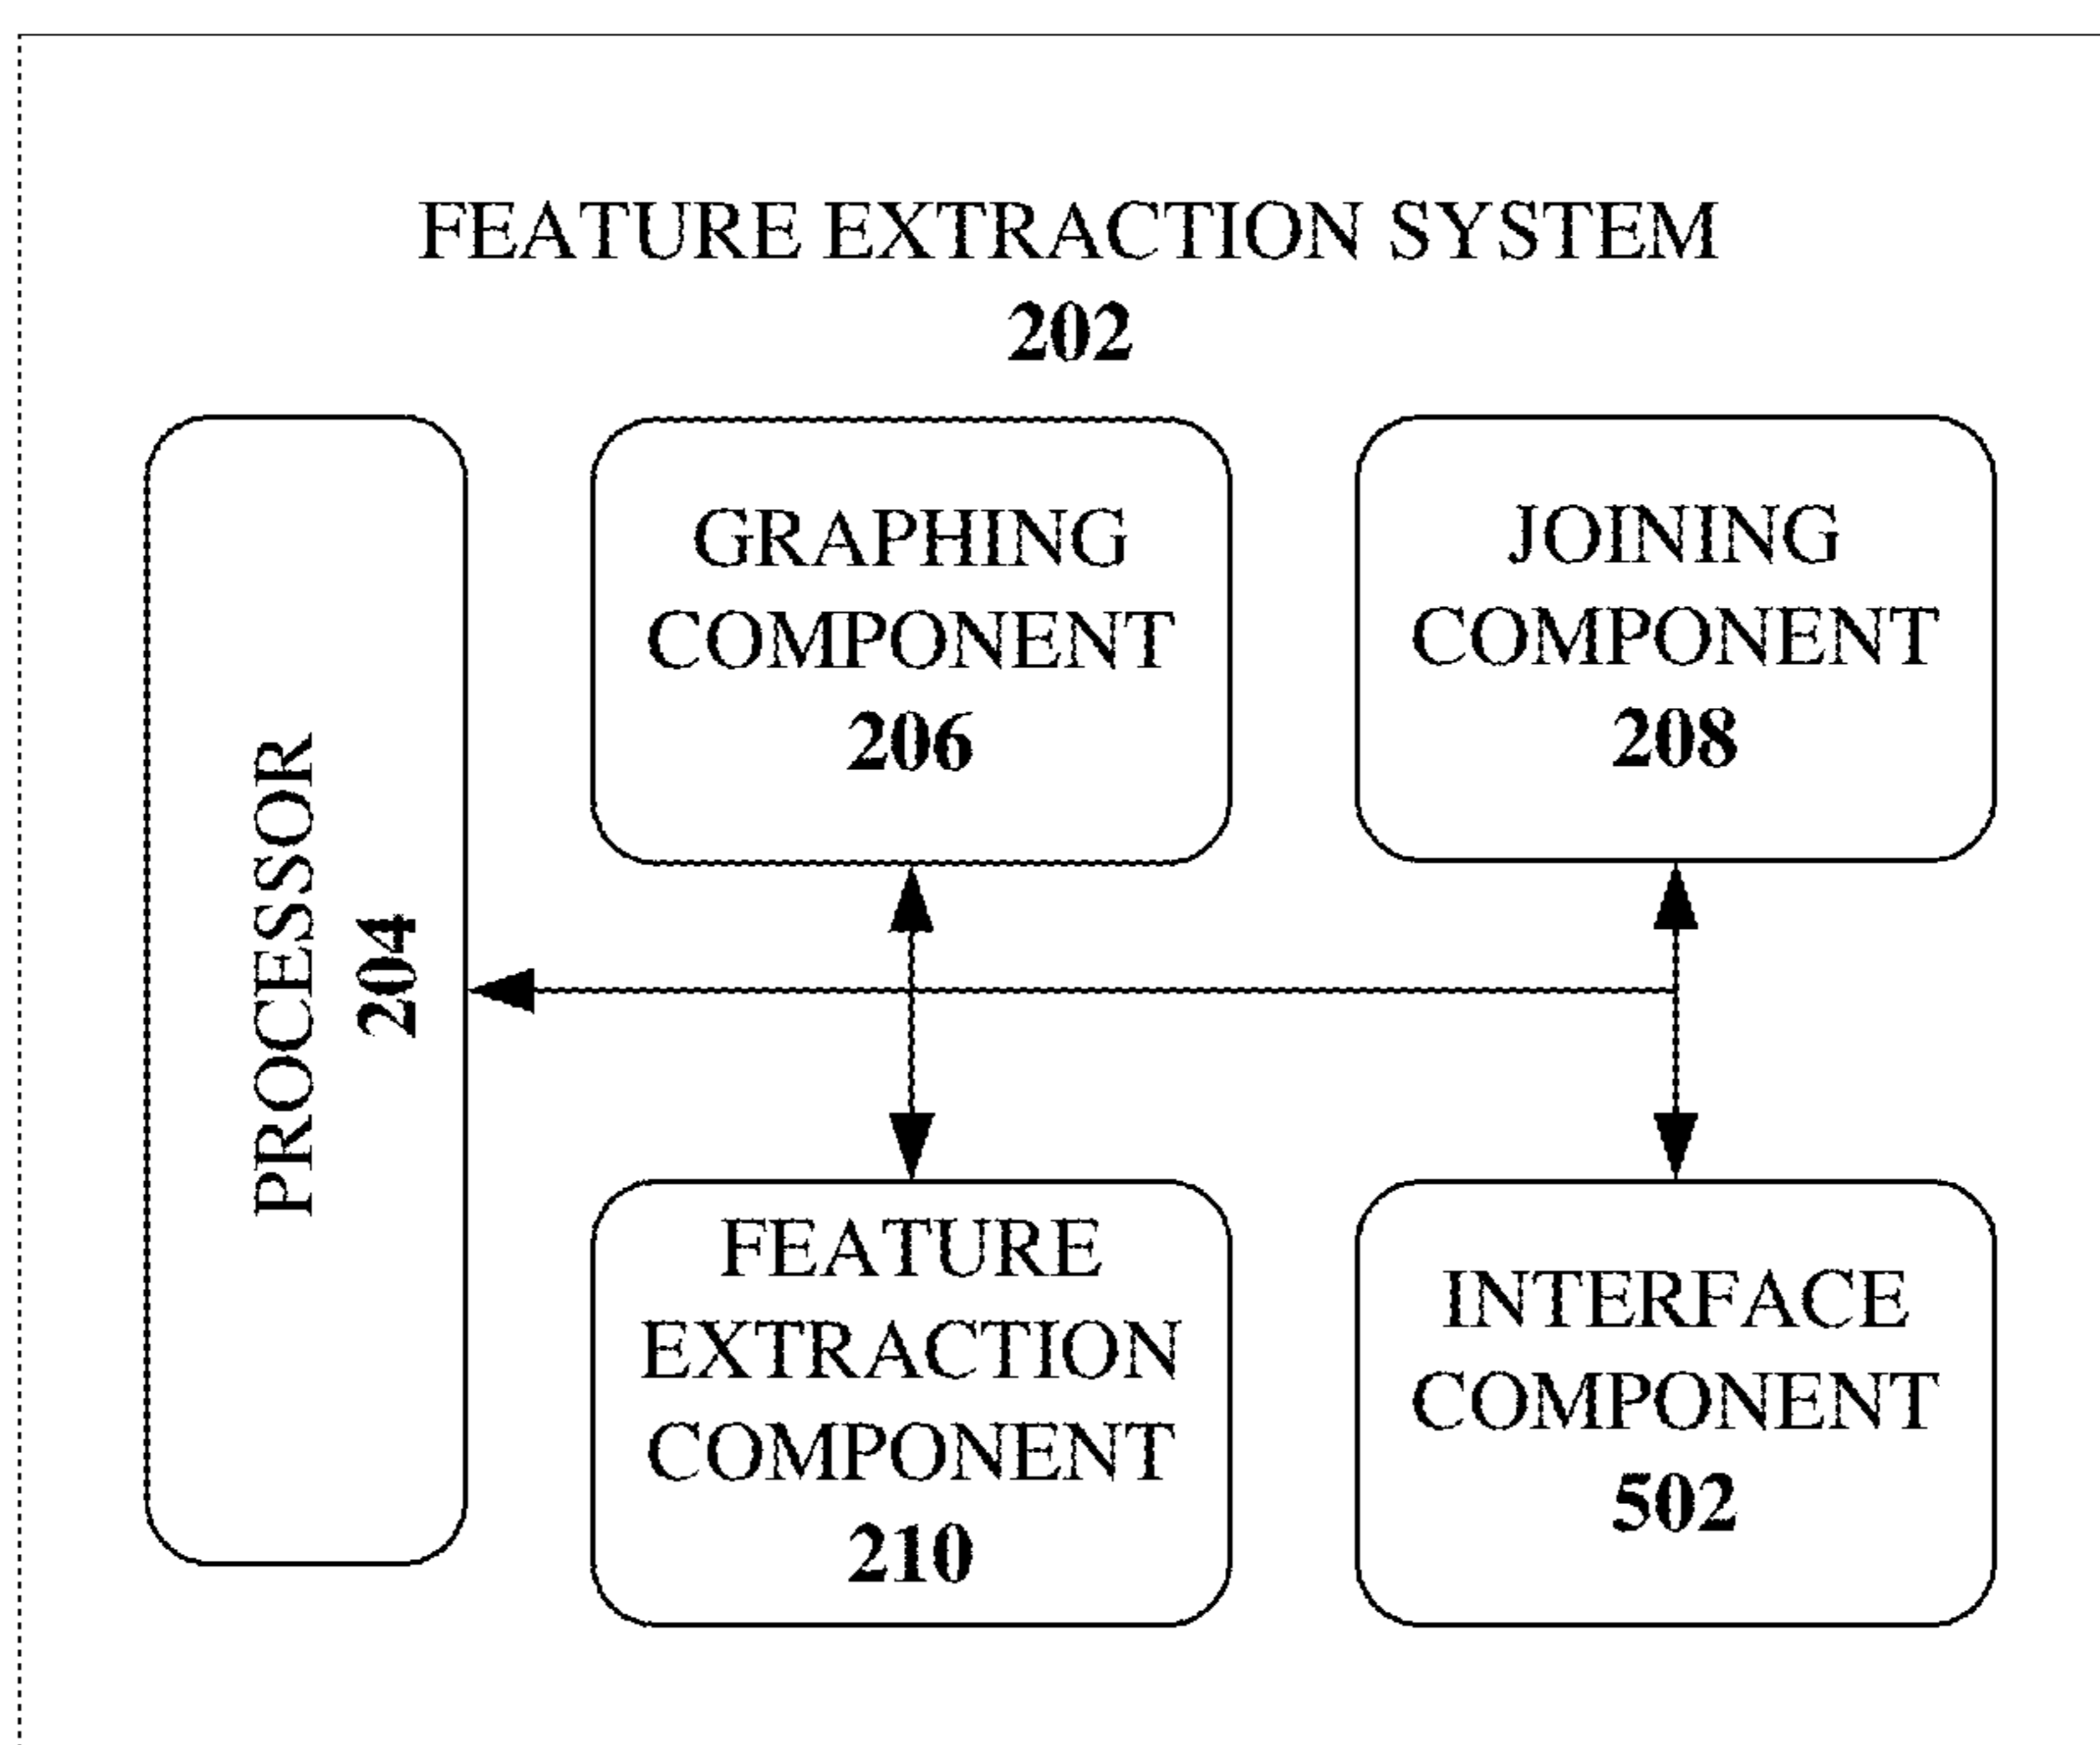 FEATURE EXTRACTION SYSTEM
202
PROCESSOR
204
GRAPHING
COMPONENT
206
JOINING
COMPONENT
208
FEATURE
EXTRACTION
COMPONENT
210
INTERFACE
COMPONENT
502